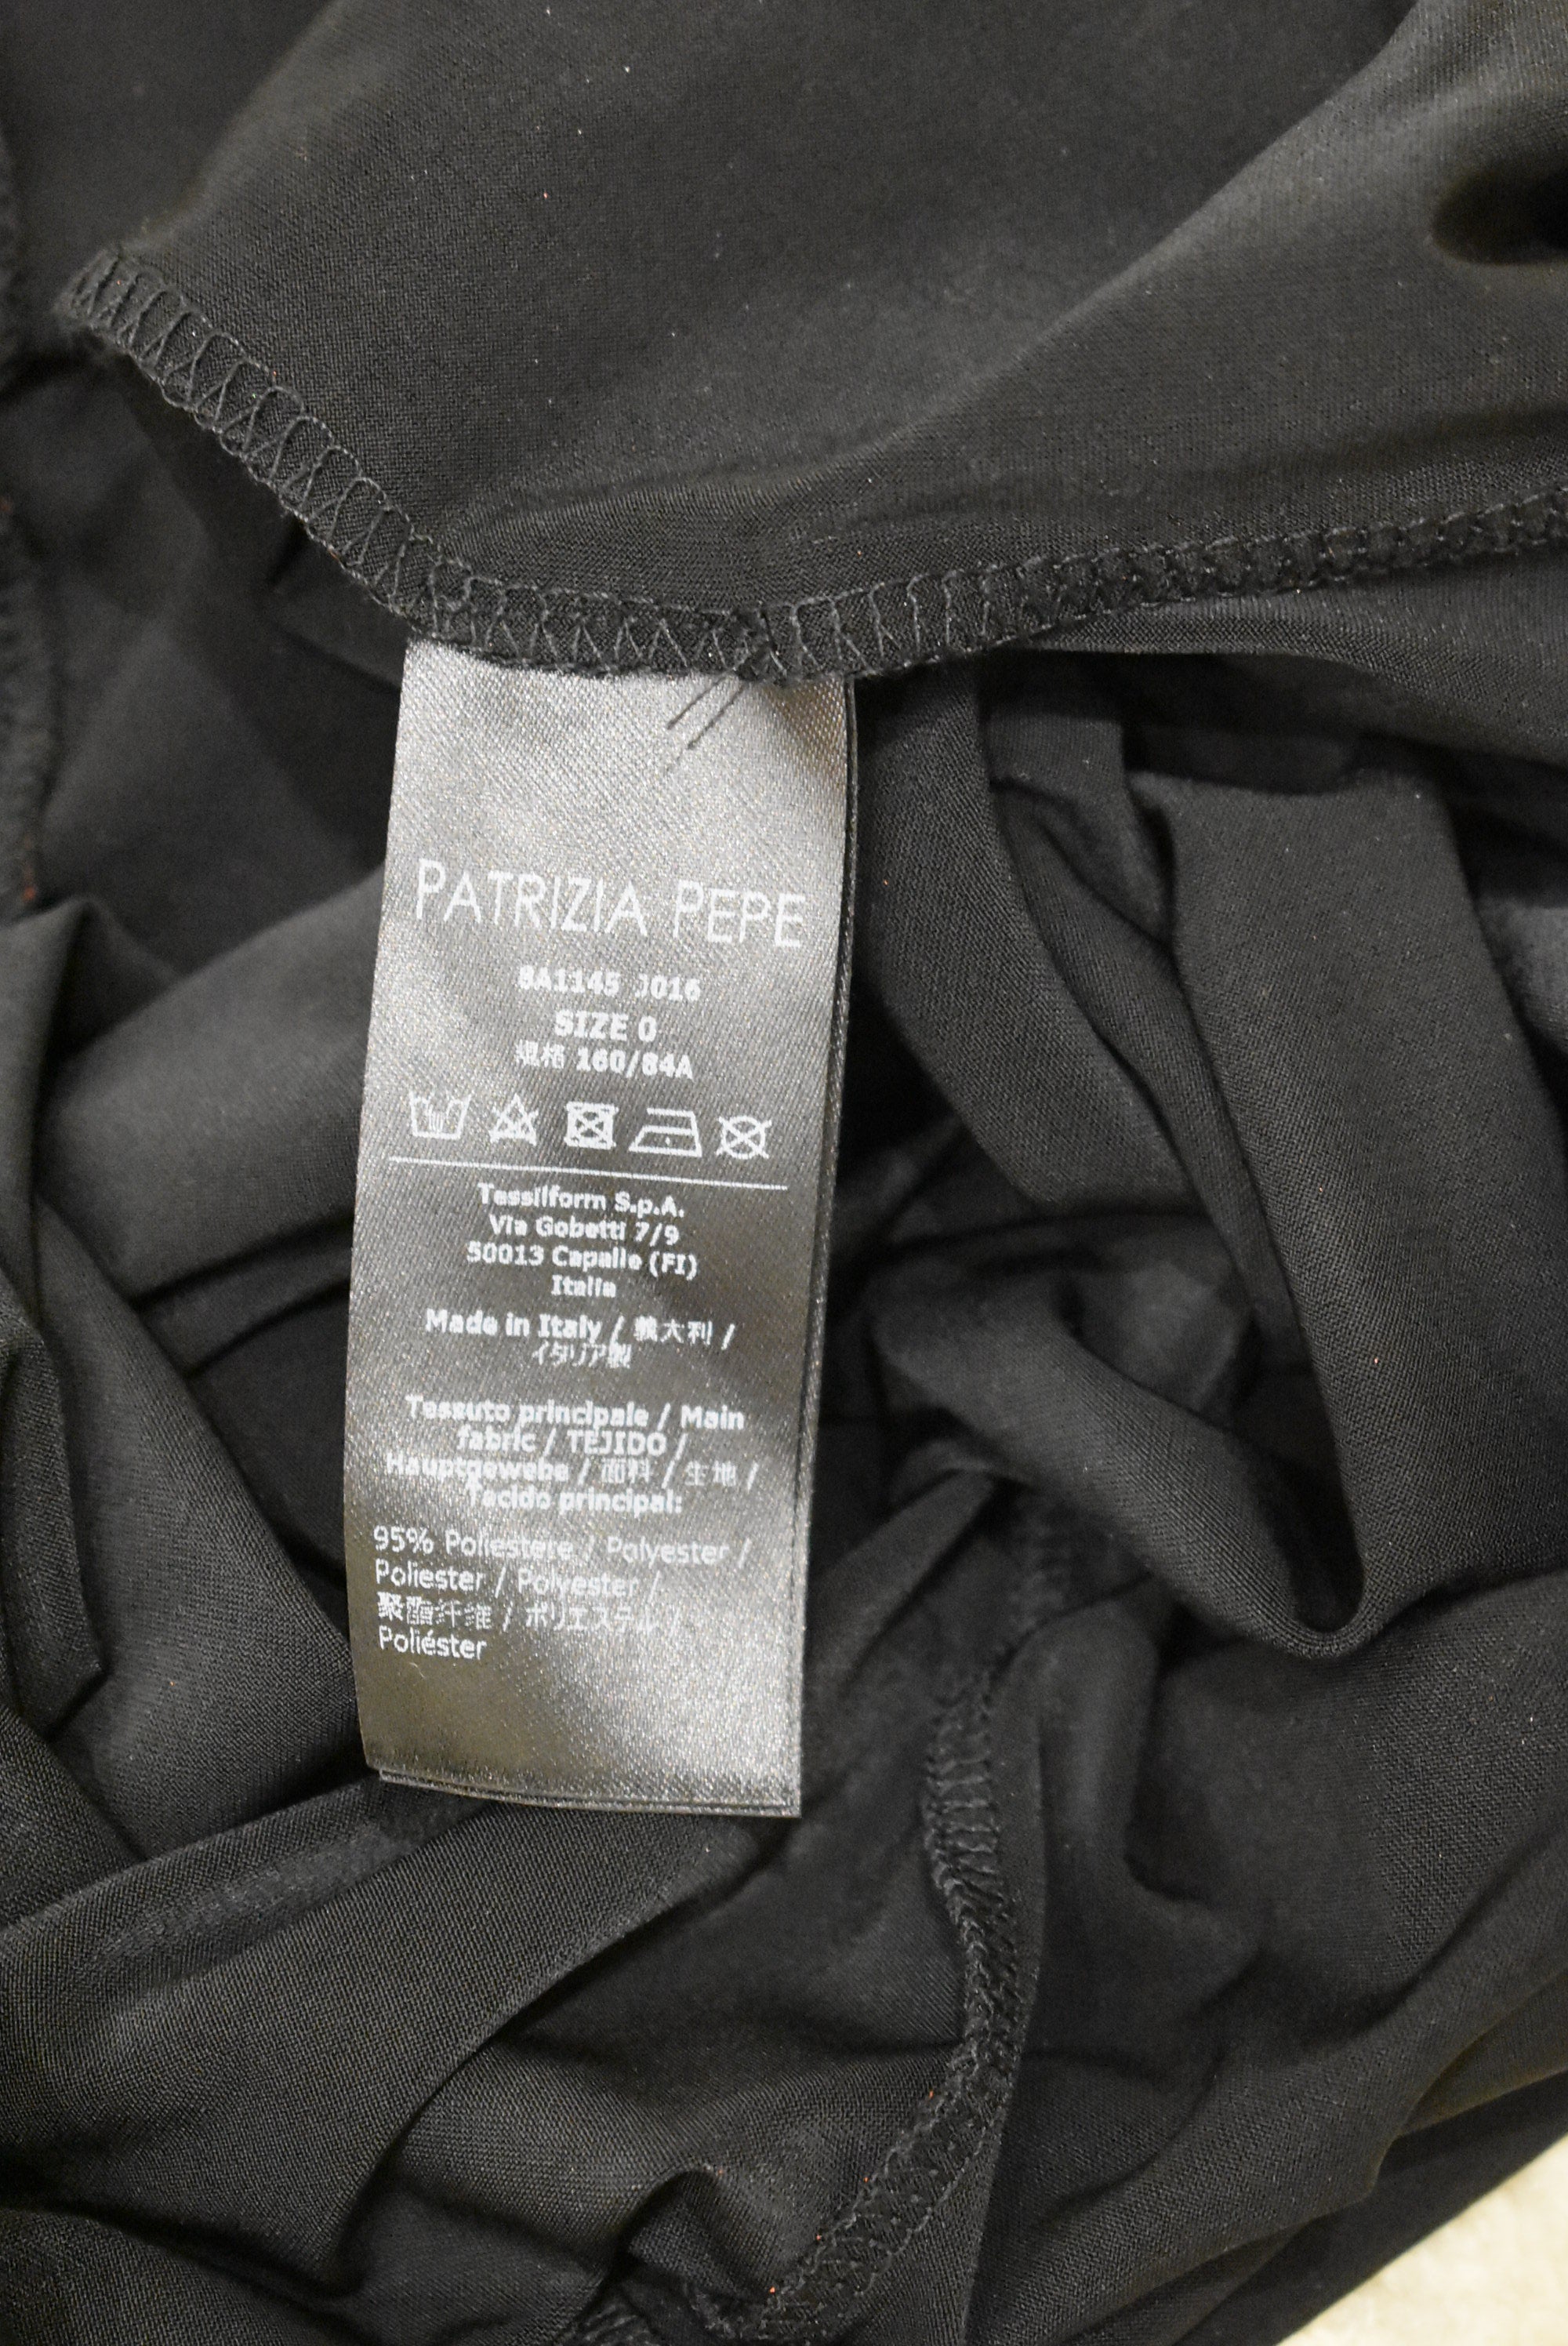 PATRIZIA PEPE
8A1145 J016
SIZE 0
规格 160/84A
Tessilform S.p.A.
Via Gobetti 7/9
50013 Capalle (FI)
Italia
Made in Italy / 義大利 /
イタリア製
Tessuto principale / Main
fabric / TEJIDO /
Hauptgewebe / 面料 / 生地 /
Tecido principal:
95% Poliestere / Polyester /
Poliester / Polyester /
聚酯纤维 / ポリエステル /
Poliéster